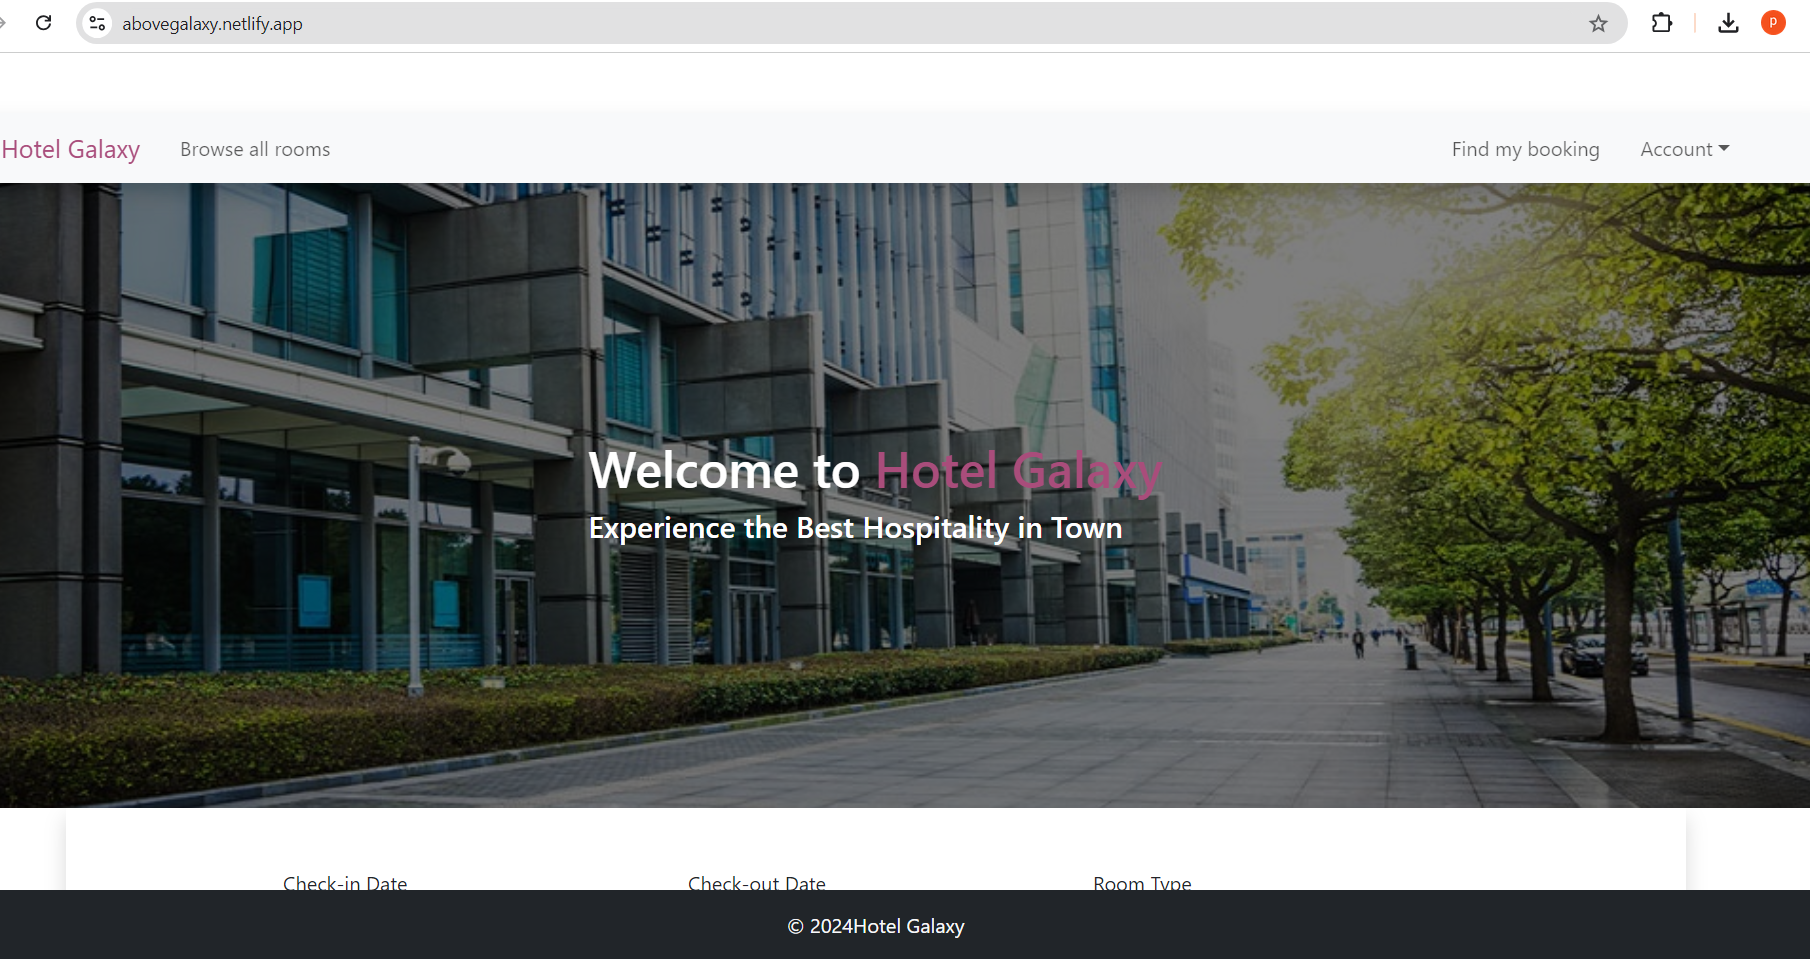 abovegalaxy.netlify.app
P
Hotel Galaxy Browse all rooms Find my booking Account
Welcome to Hotel Galaxy
Experience the Best Hospitality in Town
Check-in Date Check-out Date Room Type
© 2024Hotel Galaxy